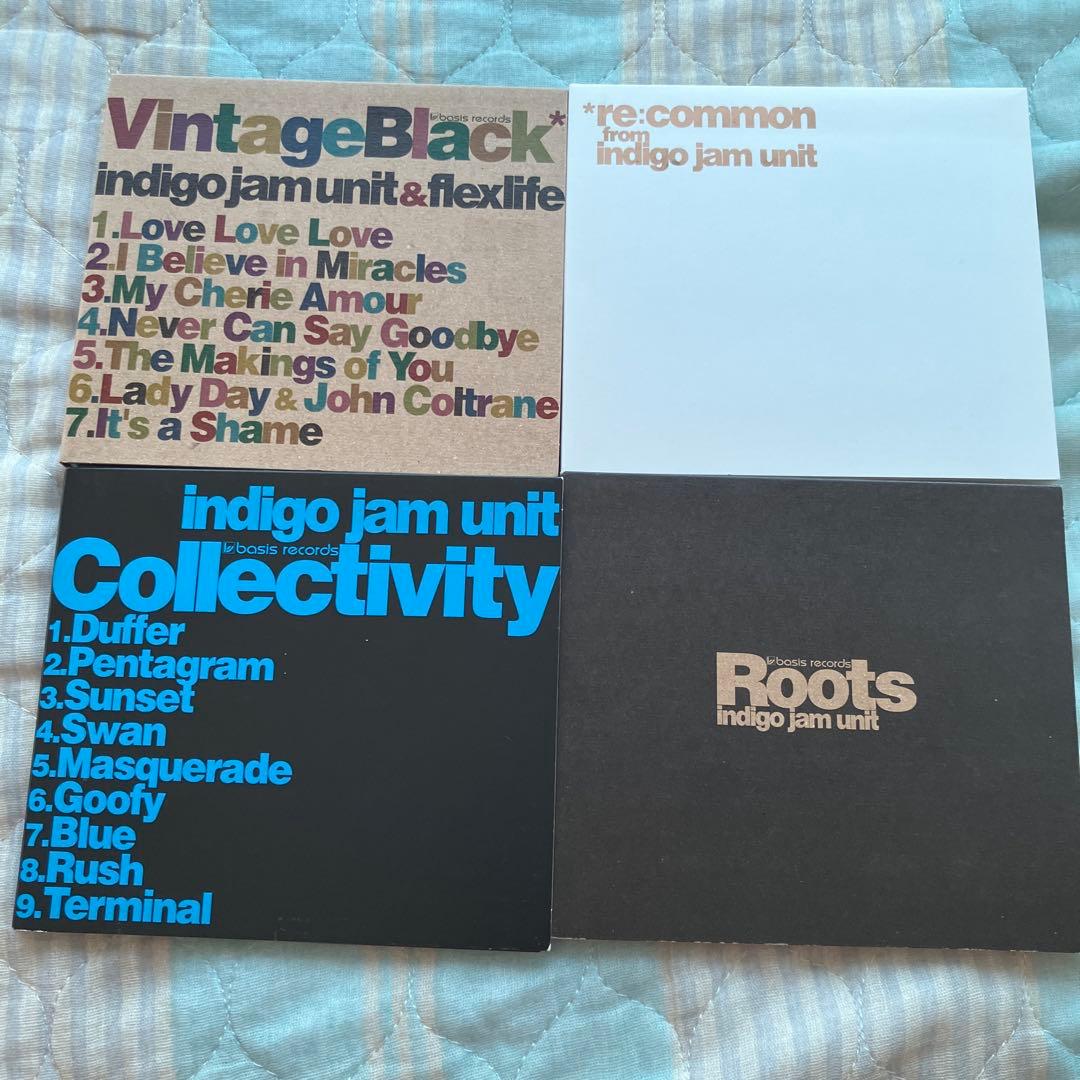 VintageBlack*
basis records
indigo jam unit & flexlife
1.Love Love Love
2.I Believe in Miracles
3.My Cherie Amour
4.Never Can Say Goodbye
5.The Makings of You
6.Lady Day & John Coltrane
7.It's a Shame
*re:common
from
indigo jam unit
indigo jam unit
basis records
Collectivity
1.Duffer
2.Pentagram
3.Sunset
4.Swan
5.Masquerade
6.Goofy
7.Blue
8.Rush
9.Terminal
basis records
Roots
indigo jam unit